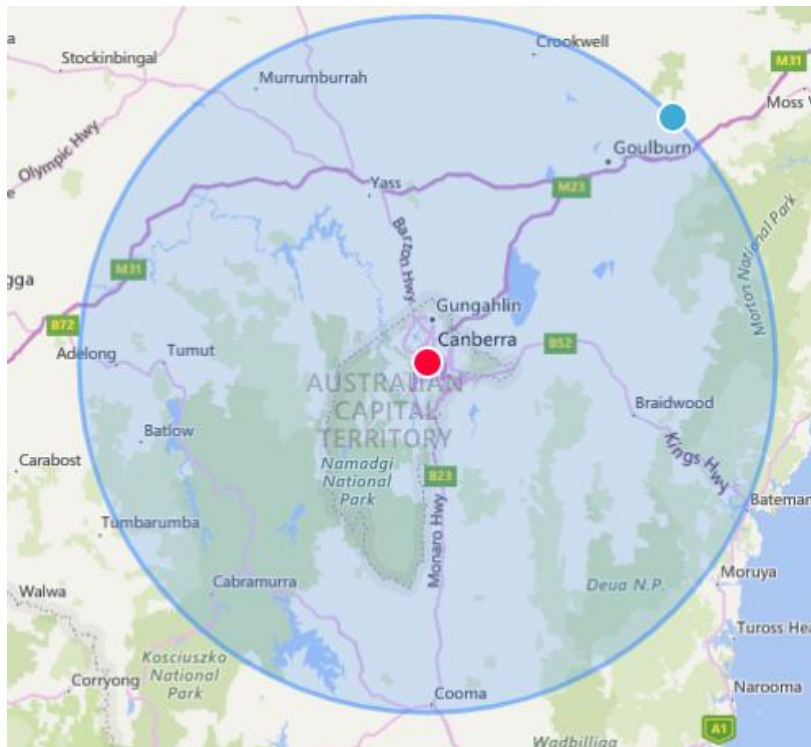 Crookwell
Stockinbingal
M31
Murrumburrah
Moss
Olympic Hwy
Goulburn
Yass
M23
Barton Hwy
Morton National Park
M31
gga
Gungahlin
B72
Canberra
B52
Adelong
Tumut
AUSTRALIAN
CAPITAL
TERRITORY
Braidwood
Batlow
Kings Hwy
Carabost
Namadgi
National
Park
B23
Bateman
Tumbarumba
Monaro Hwy
Cabramurra
Deua N.P.
Moruya
Walwa
Tuross Hea
Kosciuszko
National
Park
Corryong
Cooma
Narooma
A1
Wadbilliga